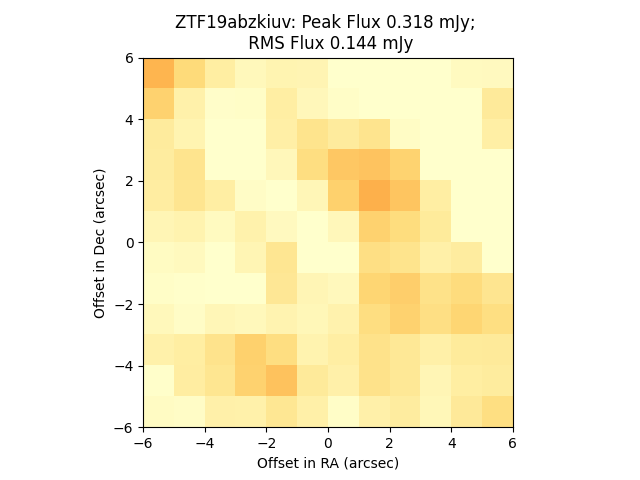 ZTF19abzkiuv: Peak Flux 0.318 mJy;
RMS Flux 0.144 mJy
6
4
2
0
−2
−4
−6
Offset in Dec (arcsec)
−6 −4 −2 0 2 4 6
Offset in RA (arcsec)